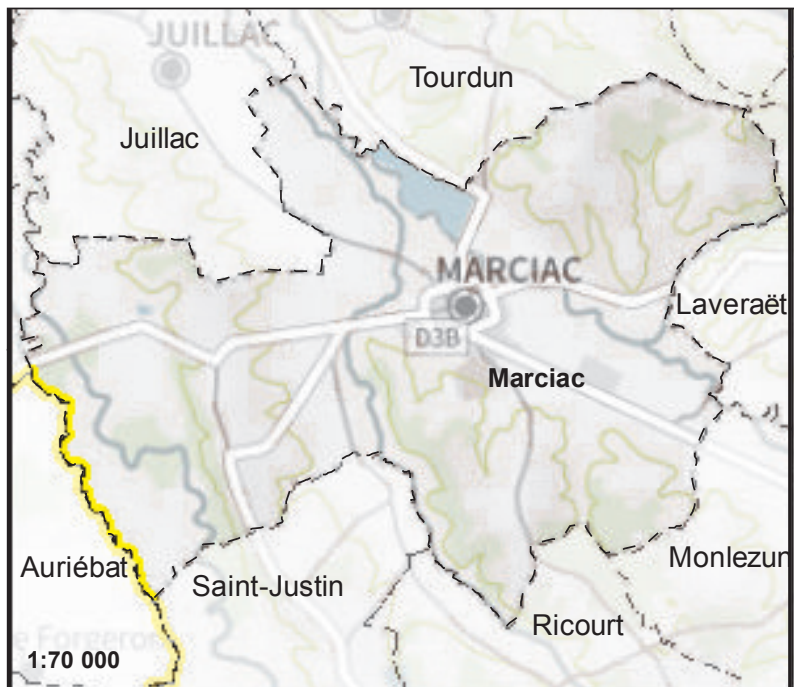 JUILLAC
Tourdun
Juillac
MARCIAC
Laveraët
D3B
Marciac
Auriébat
Saint-Justin
Monlezun
Ricourt
1:70 000